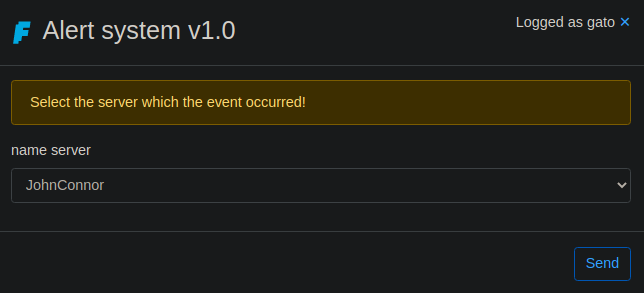 F Alert system v1.0
Logged as gato ×
Select the server which the event occurred!
name server
JohnConnor
Send